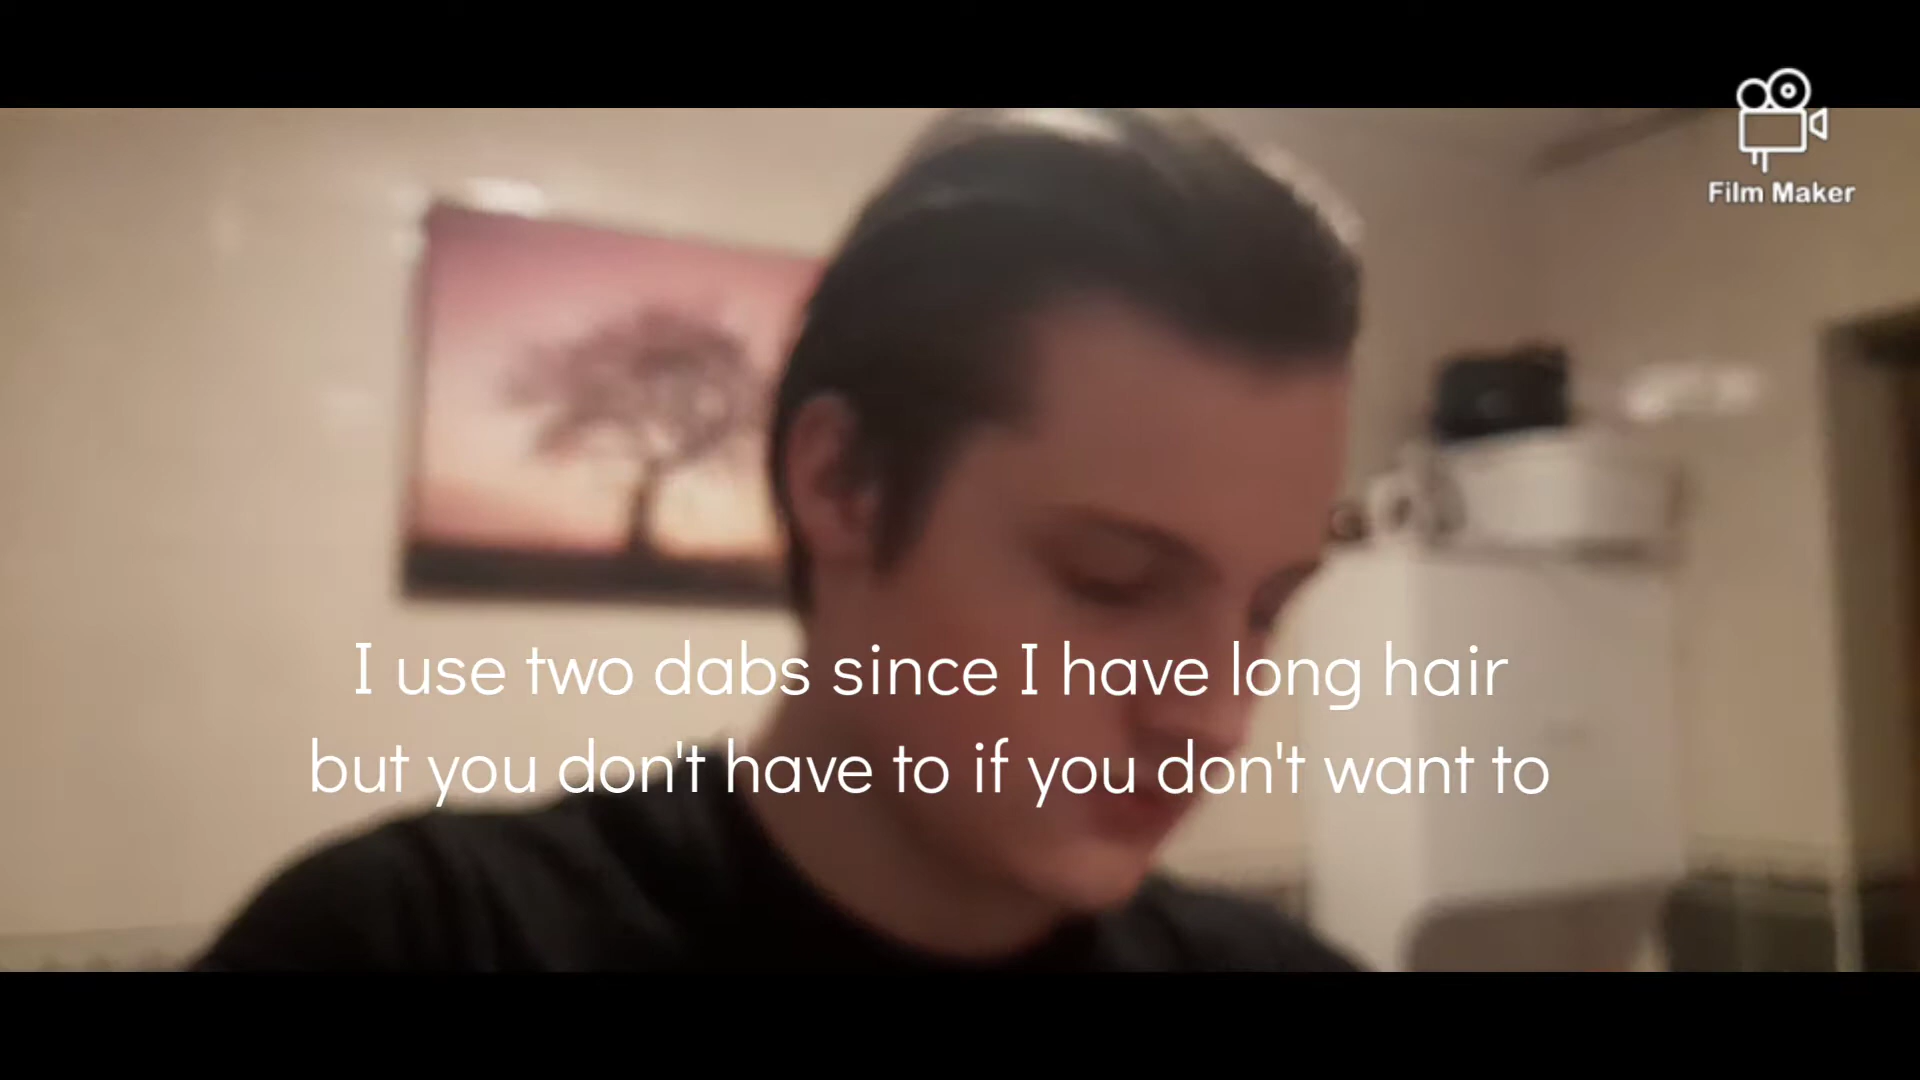 Film Maker
I use two dabs since I have long hair
but you don't have to if you don't want to